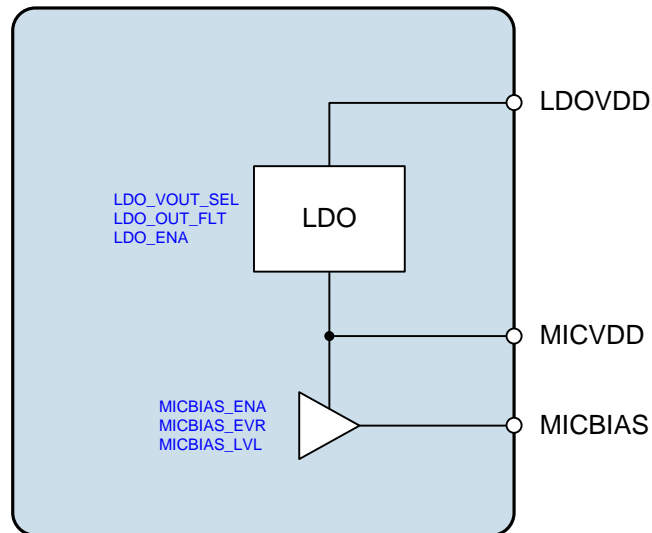 LDOVDD
LDO_VOUT_SEL
LDO_OUT_FLT
LDO_ENA
LDO
MICVDD
MICBIAS_ENA
MICBIAS_EVR
MICBIAS_LVL
MICBIAS